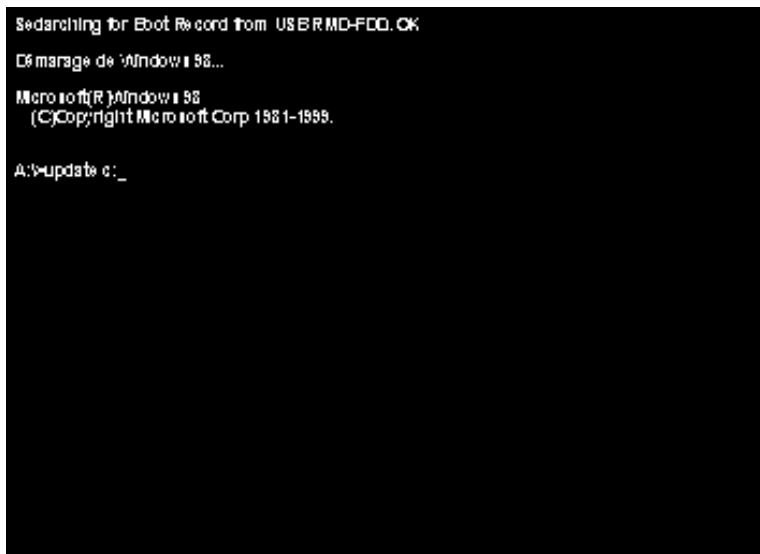 Sedarching for Boot Record from USB RMD-FDD. OK
Démarage de Windows 98...
Microsoft(R )Windows 98
(C)Copyright Microsoft Corp 1981-1999.
A:\>update c:_